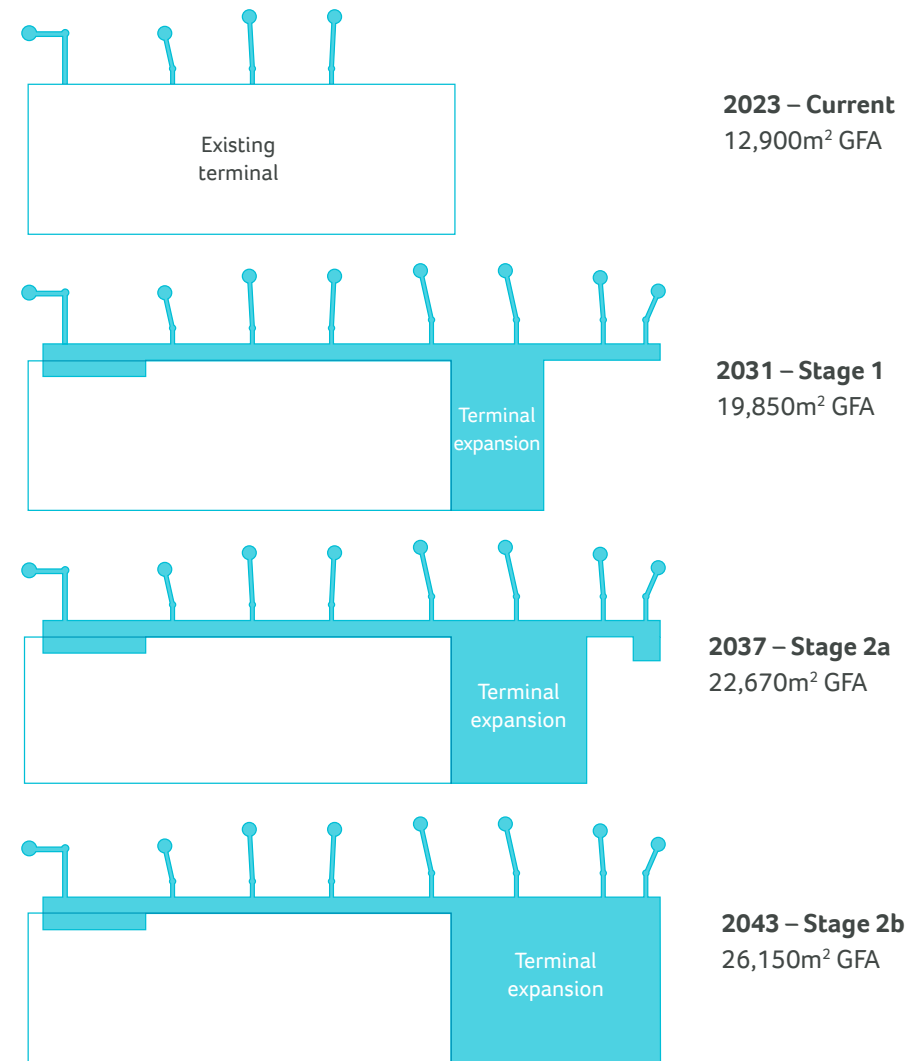 Existing
terminal
2023 – Current
12,900m² GFA
Terminal
expansion
2031 – Stage 1
19,850m² GFA
Terminal
expansion
2037 – Stage 2a
22,670m² GFA
Terminal
expansion
2043 – Stage 2b
26,150m² GFA